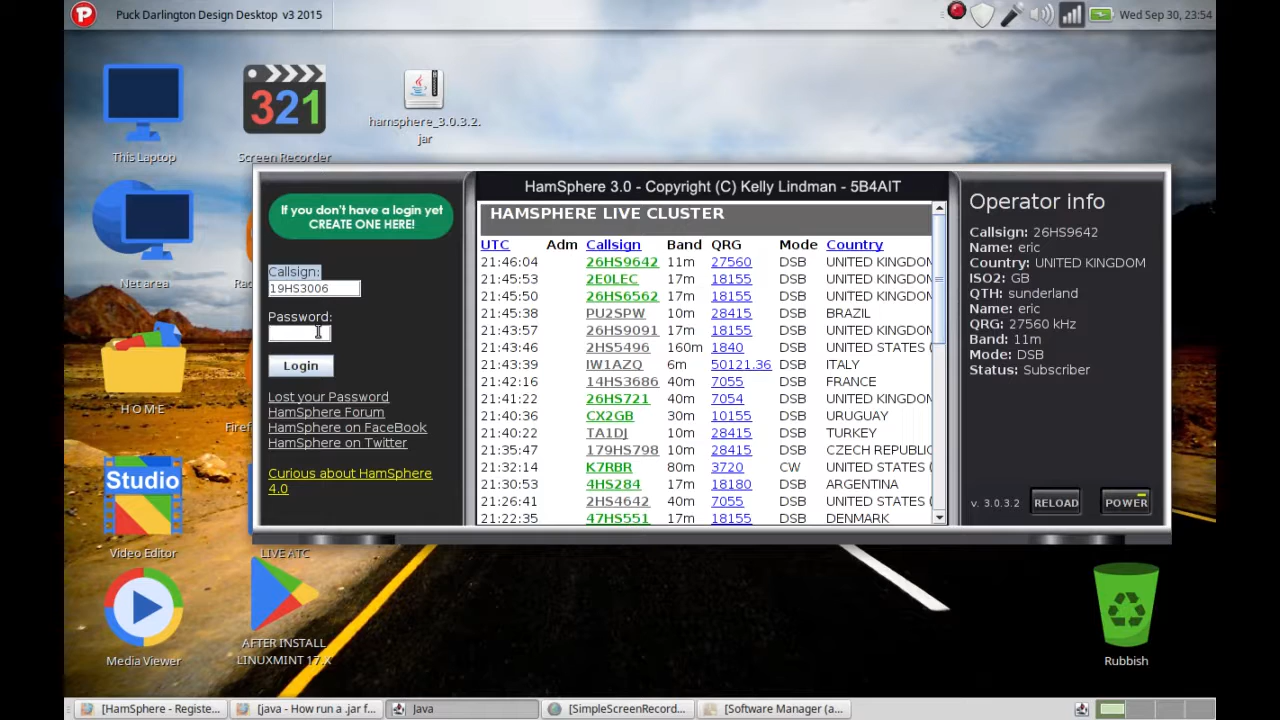 Puck Darlington Design Desktop v3 2015
Wed Sep 30, 23:54
This Laptop
321
Screen Recorder
hamsphere_3.0.3.2.
jar
Net area
HOME
Studio
Video Editor
LIVE ATC
Media Viewer
AFTER INSTALL
LINUXMINT 17.X
Rubbish
If you don't have a login yet
CREATE ONE HERE!
Callsign:
19HS3006
Password:
Login
Lost your Password
HamSphere Forum
HamSphere on FaceBook
HamSphere on Twitter
Curious about HamSphere
4.0
HamSphere 3.0 - Copyright (C) Kelly Lindman - 5B4AIT
HAMSPHERE LIVE CLUSTER
UTC Adm Callsign Band QRG Mode Country
21:46:04 26HS9642 11m 27560 DSB UNITED KINGDOM
21:45:53 2E0LEC 17m 18155 DSB UNITED KINGDOM
21:45:50 26HS6562 17m 18155 DSB UNITED KINGDOM
21:45:38 PU2SPW 10m 28415 DSB BRAZIL
21:43:57 26HS9091 17m 18155 DSB UNITED KINGDOM
21:43:46 2HS5496 160m 1840 DSB UNITED STATES (
21:43:39 IW1AZQ 6m 50121.36 DSB ITALY
21:42:16 14HS3686 40m 7055 DSB FRANCE
21:41:22 26HS721 40m 7054 DSB UNITED KINGDOM
21:40:36 CX2GB 30m 10155 DSB URUGUAY
21:40:22 TA1DJ 10m 28415 DSB TURKEY
21:35:47 179HS798 10m 28415 DSB CZECH REPUBLIC
21:32:14 K7RBR 80m 3720 CW UNITED STATES (
21:30:53 4HS284 17m 18180 DSB ARGENTINA
21:26:41 2HS4642 40m 7055 DSB UNITED STATES (
21:22:35 47HS551 17m 18155 DSB DENMARK
Operator info
Callsign: 26HS9642
Name: eric
Country: UNITED KINGDOM
ISO2: GB
QTH: sunderland
Name: eric
QRG: 27560 kHz
Band: 11m
Mode: DSB
Status: Subscriber
v. 3.0.3.2 RELOAD POWER
[HamSphere - Registe...
[java - How run a .jar f...
Java
[SimpleScreenRecord...
[Software Manager (a...